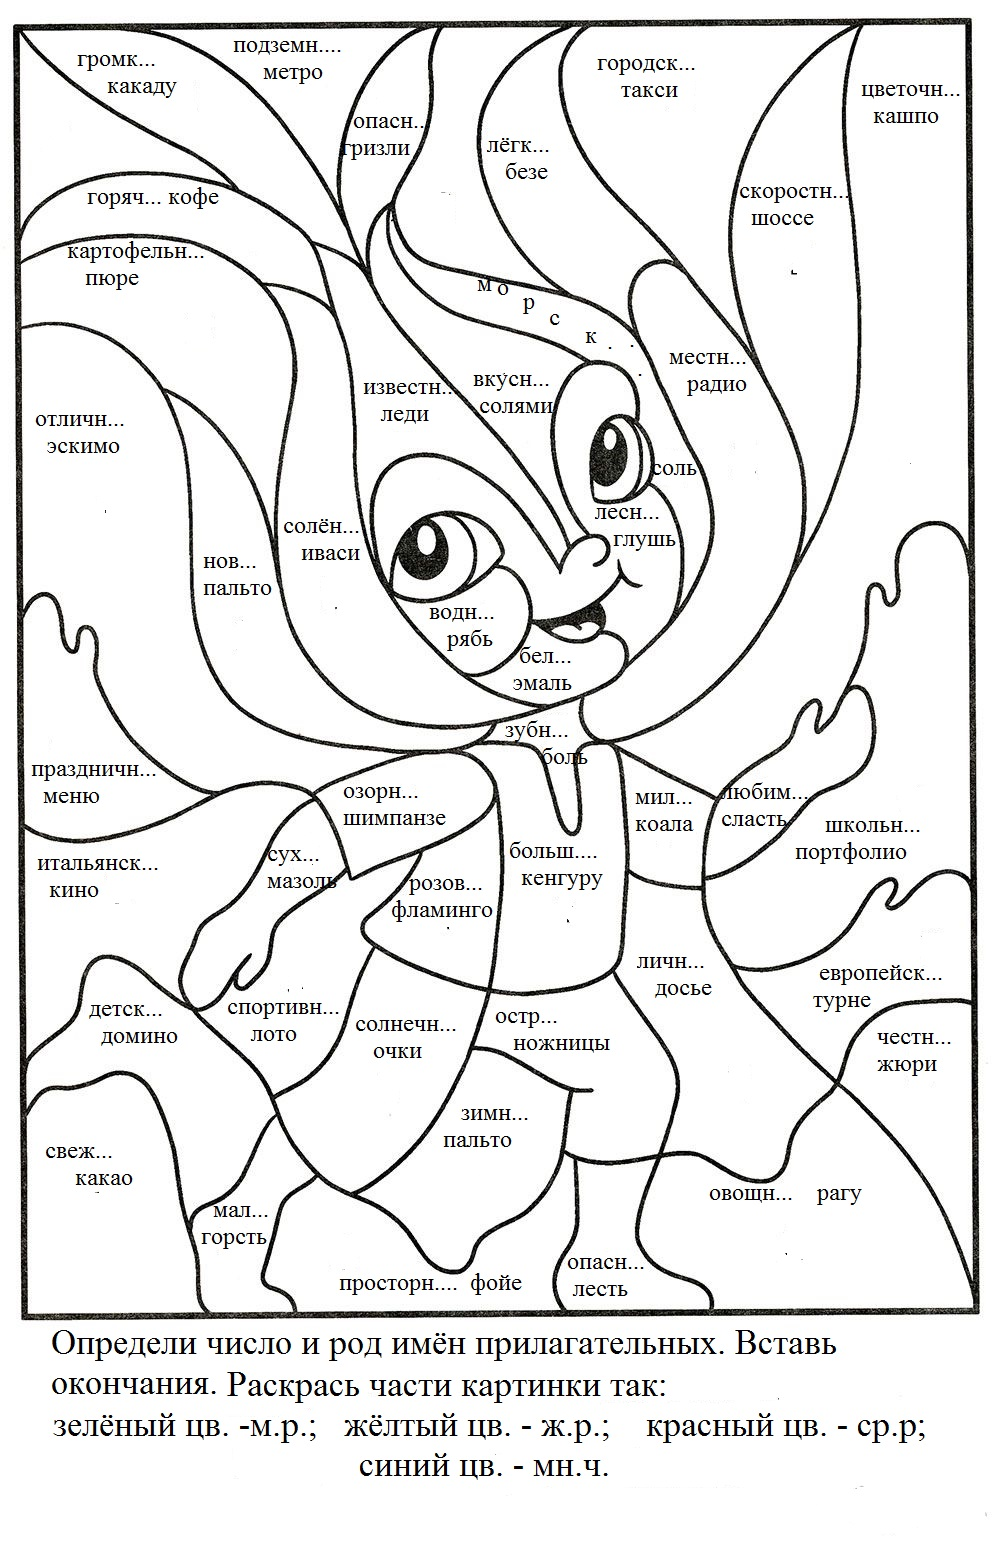 громк...
какаду
подземн....
метро
опасн...
гризли
лёгк...
безе
городск...
такси
цветочн...
кашпо
горяч... кофе
скоростн...
шоссе
картофельн...
пюре
морск...
соль
местн...
радио
известн...
леди
вкусн...
солями
отличн...
эскимо
солён...
иваси
лесн...
глушь
нов...
пальто
водн...
рябь
бел...
эмаль
зубн...
боль
праздничн...
меню
озорн...
шимпанзе
мил...
коала
любим...
сласть
школьн...
портфолио
итальянск...
кино
сух...
мазоль
розов...
фламинго
больш....
кенгуру
личн...
досье
европейск...
турне
детск...
домино
спортивн...
лото
солнечн...
очки
остр...
ножницы
честн...
жюри
зимн...
пальто
свеж...
какао
мал...
горсть
овощн... рагу
просторн.... фойе
опасн...
лесть
Определи число и род имён прилагательных. Вставь
окончания. Раскрась части картинки так:
зелёный цв. -м.р.; жёлтый цв. - ж.р.; красный цв. - ср.р;
синий цв. - мн.ч.